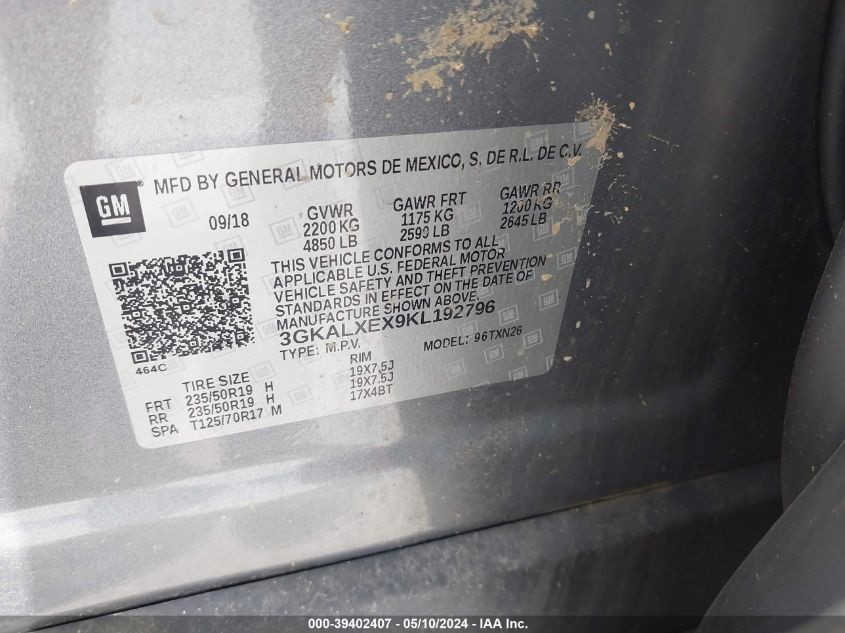 GM ® MFD BY GENERAL MOTORS DE MEXICO, S. DE R.L. DE C.V.
09/18 GVWR GAWR FRT GAWR RR
2200 KG 1175 KG 1200 KG
4850 LB 2590 LB 2645 LB
THIS VEHICLE CONFORMS TO ALL
APPLICABLE U.S. FEDERAL MOTOR
VEHICLE SAFETY AND THEFT PREVENTION
STANDARDS IN EFFECT ON THE DATE OF
MANUFACTURE SHOWN ABOVE.
3GKALXEX9KL192796
464C TYPE: M.P.V. MODEL: 96TXN26
TIRE SIZE RIM
FRT 235/50R19 H 19X7.5J
RR 235/50R19 H 19X7.5J
SPA T125/70R17 M 17X4BT
000-39402407 - 05/10/2024 - IAA Inc.